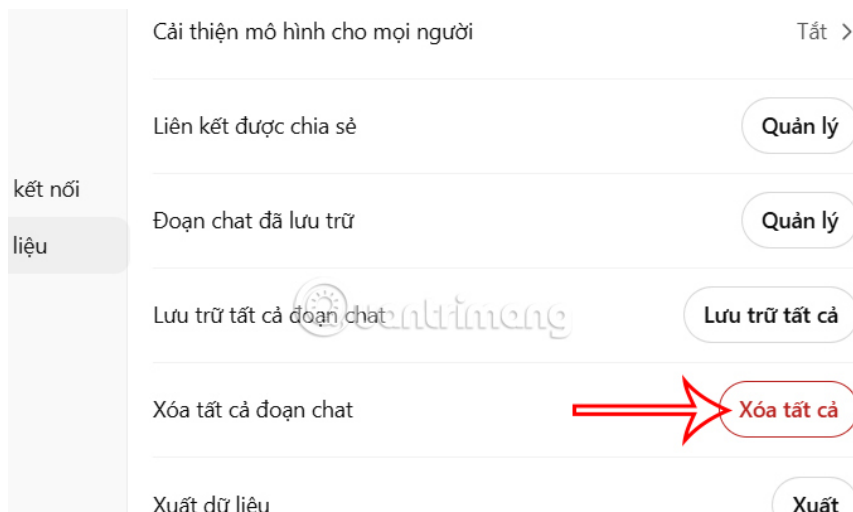 Cải thiện mô hình cho mọi người
Tắt
Liên kết được chia sẻ
Quản lý
kết nối
Đoạn chat đã lưu trữ
Quản lý
liệu
Lưu trữ tất cả đoạn chat
Lưu trữ tất cả
uantrimang
Xóa tất cả đoạn chat
Xóa tất cả
Xuất dữ liệu
Xuất